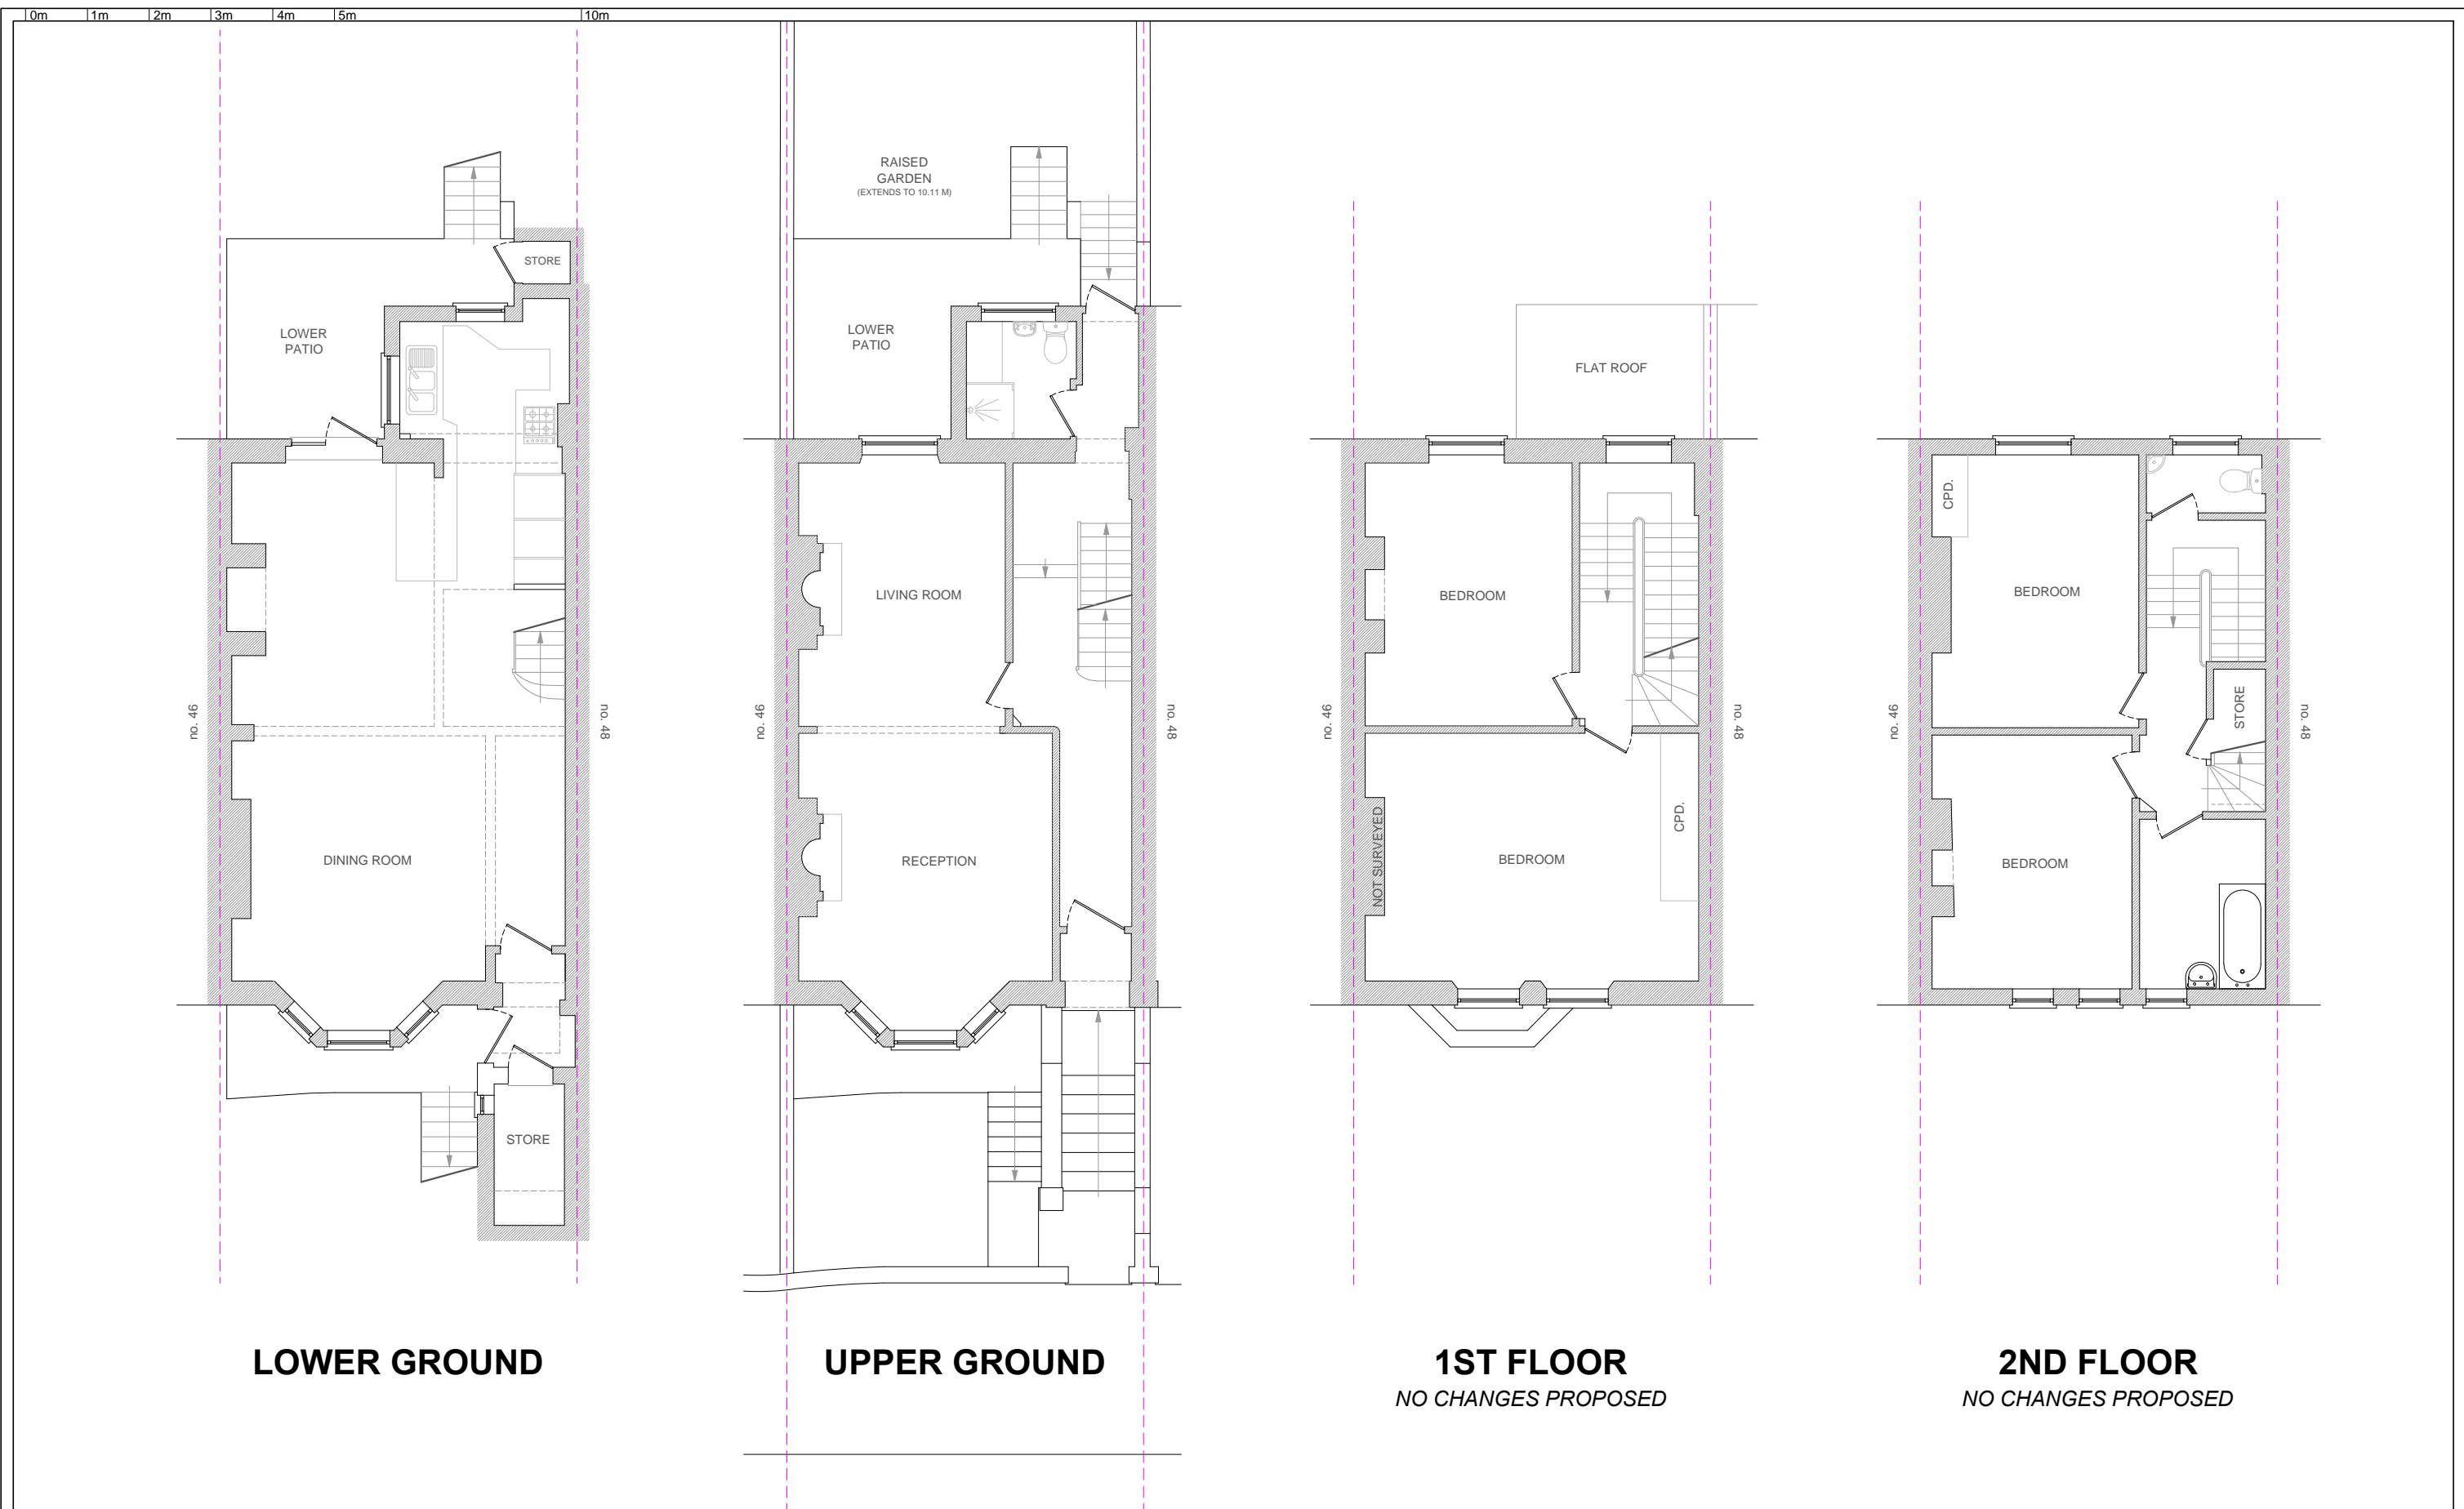 0m 1m 2m 3m 4m 5m 10m
STORE
LOWER
PATIO
DINING ROOM
STORE
no. 46
no. 48
LOWER GROUND
RAISED
GARDEN
(EXTENDS TO 10.11 M)
LOWER
PATIO
LIVING ROOM
RECEPTION
no. 46
no. 48
UPPER GROUND
FLAT ROOF
BEDROOM
BEDROOM
CPD.
NOT SURVEYED
no. 46
no. 48
1ST FLOOR
NO CHANGES PROPOSED
CPD.
BEDROOM
STORE
BEDROOM
no. 46
no. 48
2ND FLOOR
NO CHANGES PROPOSED